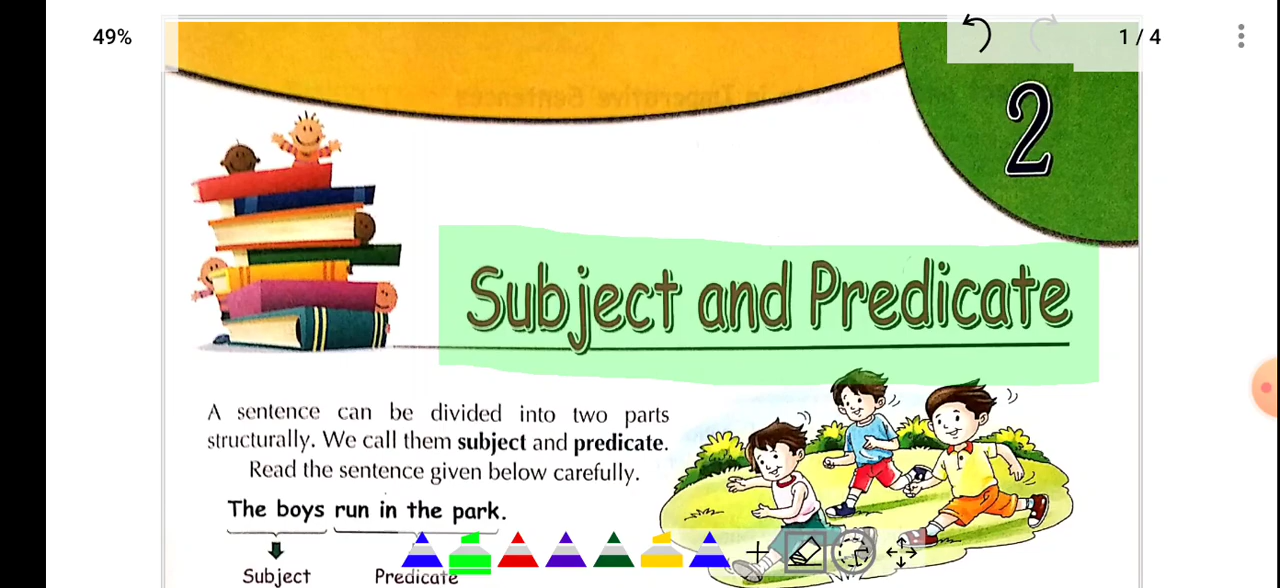 49%
1 / 4
2
Subject and Predicate
A sentence can be divided into two parts
structurally. We call them subject and predicate.
Read the sentence given below carefully.
The boys run in the park.
Subject Predicate